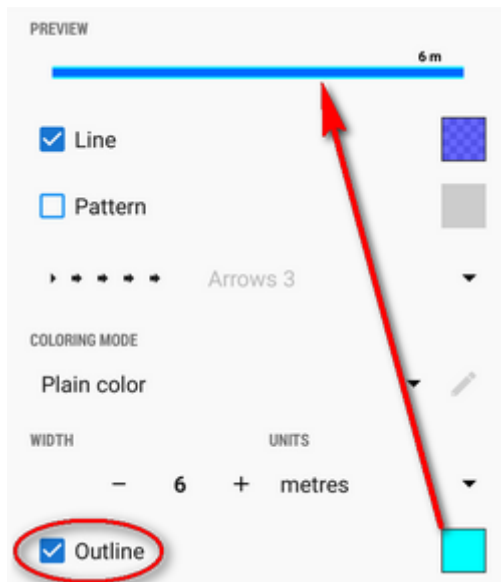 PREVIEW
6 m
Line
Pattern
Arrows 3
COLORING MODE
Plain color
WIDTH UNITS
− 6 + metres
Outline